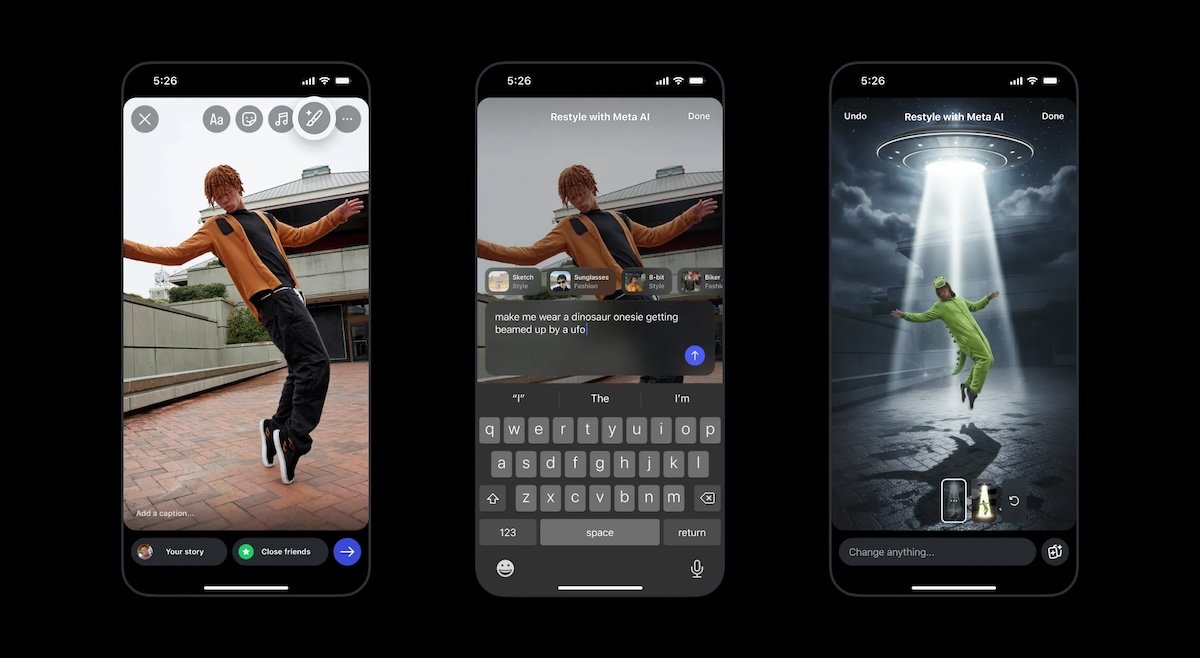 5:26
Aa
Add a caption...
Your story
Close friends
5:26
Restyle with Meta AI
Done
Sketch
Style
Sunglasses
Fashion
8-bit
Style
Biker
Fashi
make me wear a dinosaur onesie getting
beamed up by a ufo
“I”
The
I’m
q w e r t y u i o p
a s d f g h j k l
z x c v b n m
123
space
return
5:26
Undo
Restyle with Meta AI
Done
Change anything...